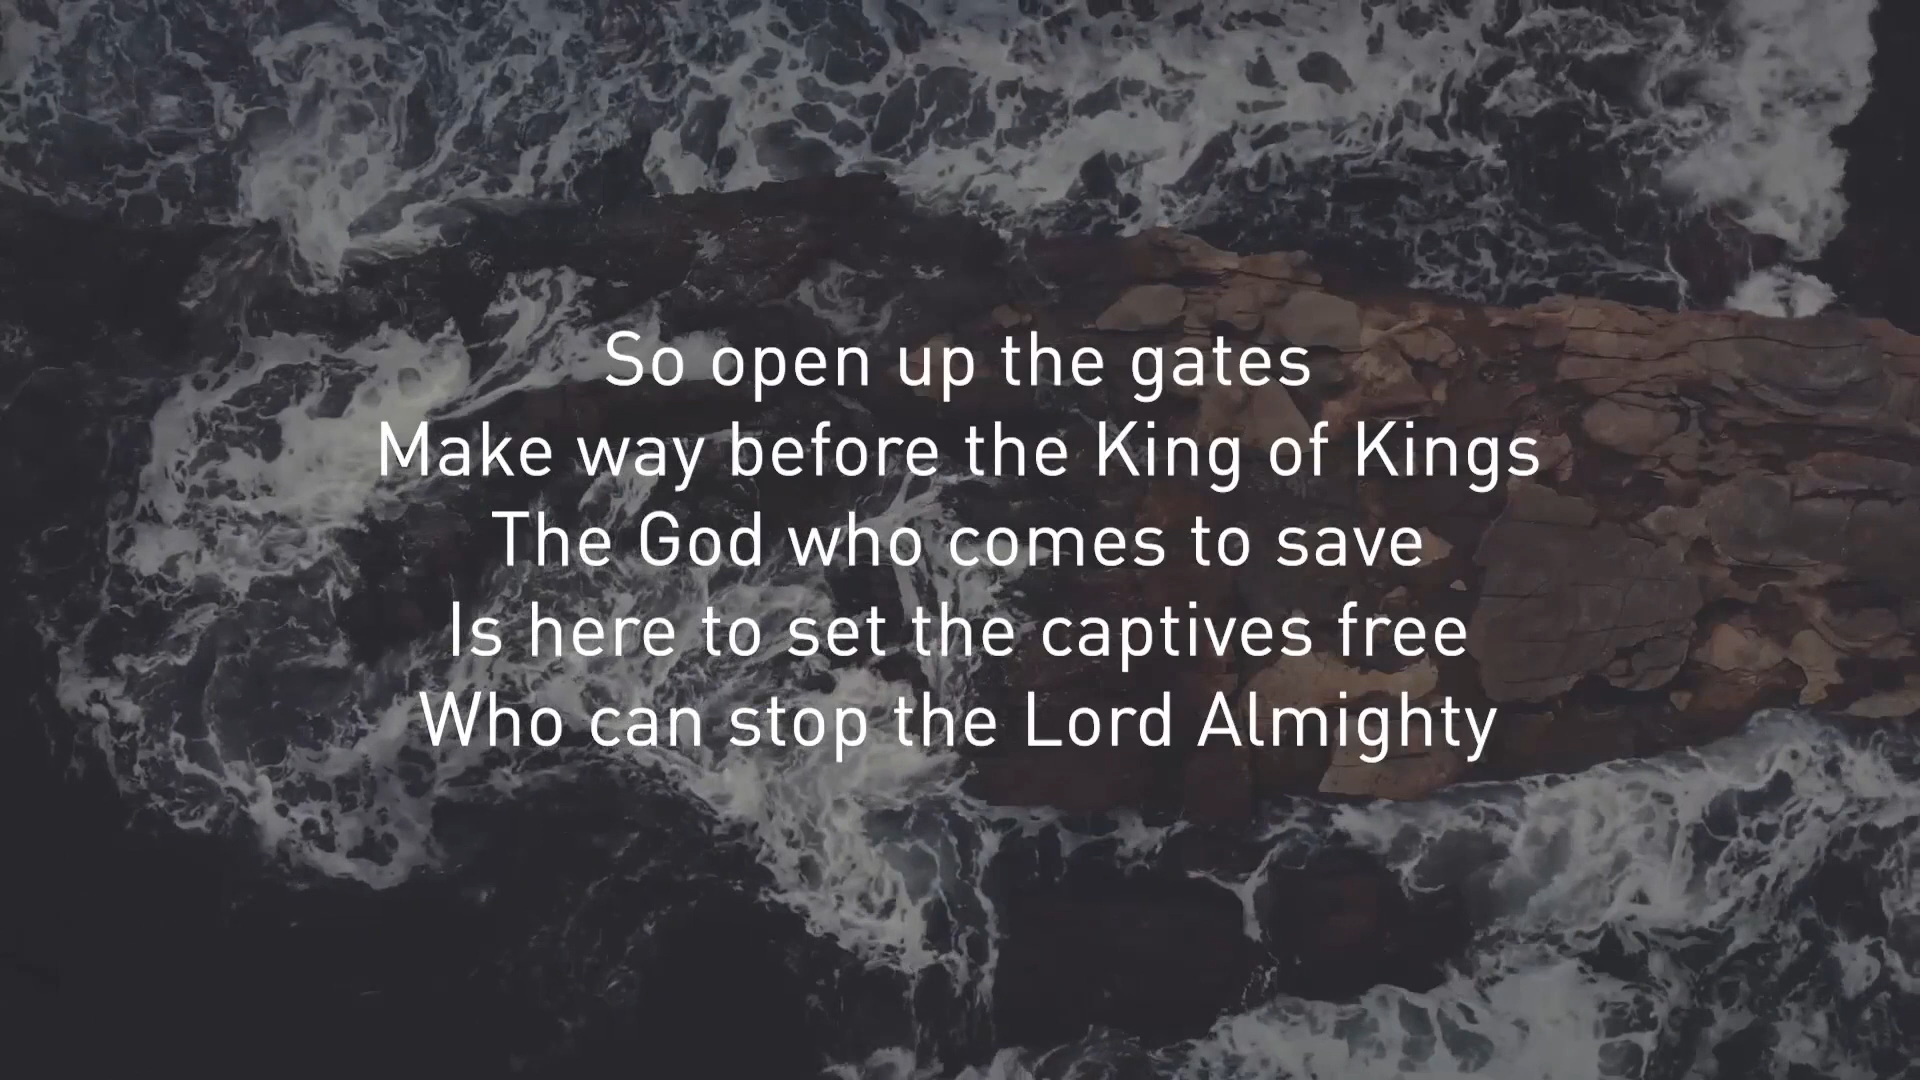 So open up the gates
Make way before the King of Kings
The God who comes to save
Is here to set the captives free
Who can stop the Lord Almighty